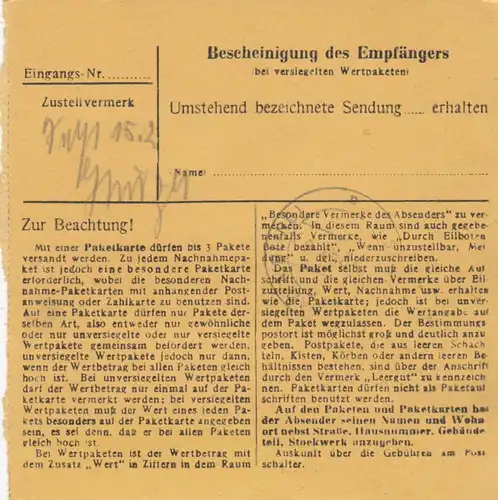 Bescheinigung des Empfängers
(bei versiegelten Wertpaketen)
Eingangs-Nr. ..........
Zustellvermerk
Umstehend bezeichnete Sendung ..... erhalten
15.2
Name:
Zur Beachtung!
Mit einer Paketkarte dürfen bis 3 Pakete
versandt werden. Zu jedem Nachnahmepa-
ket ist jedoch eine besondere Paketkarte
erforderlich, wobei die besonderen Nach-
nahme-Paketkarten mit anhangender Post-
anweisung oder Zahlkarte zu benutzen sind.
Auf eine Paketkarte dürfen nur Pakete der-
selben Art, also entweder nur gewöhnliche
oder nur unversiegelte oder nur versiegelte
Wertpakete gemeinsam befördert werden,
unversiegelte Wertpakete jedoch nur dann,
wenn der Wertbetrag bei allen Paketen gleich
hoch ist. Bei unversiegelten Wertpaketen
darf der Wertbetrag nur einmal auf der Pa-
ketkarte vermerkt werden; bei versiegelten
Wertpaketen muß der Wert eines jeden Pa-
kets besonders auf der Paketkarte angegeben
sein, es sei denn, daß er bei allen Paketen
gleich hoch ist.
Bei Wertpaketen ist der Wertbetrag mit
dem Zusatz „Wert" in Ziffern in dem Raum
„Besondere Vermerke des Absenders" zu ver-
merken. In diesem Raum sind auch gegebe-
nenfalls Vermerke, wie „Durch Eilboten
Bote bezahlt", „Wenn unzustellbar, Mel
dung" u. dgl., niederzuschreiben.
Das Paket selbst muß die gleiche Auf
schrift und die gleichen Vermerke über Eil-
zustellung, Wert, Nachnahme usw. erhalten
wie die Paketkarte; jedoch ist bei unver-
siegelten Wertpaketen die Wertangabe auf
dem Paket wegzulassen. Der Bestimmungs
postort ist möglichst groß und deutlich anzu
geben. Postpakete, die aus leeren Schach
teln, Kisten, Körben oder andern leeren Be
hältnissen bestehen, sind über der Anschrift
durch den Vermerk „Leergut" zu kennzeich
nen. Paketkarten dürfen nicht als Paketauf
schriften benutzt werden.
Auf den Paketen und Paketkarten hat
der Absender seinen Namen und Wohn
ort nebst Straße, Hausnummer, Gebäude
teil, Stockwerk anzugeben.
Auskunft über die Gebühren am Post
schalter.